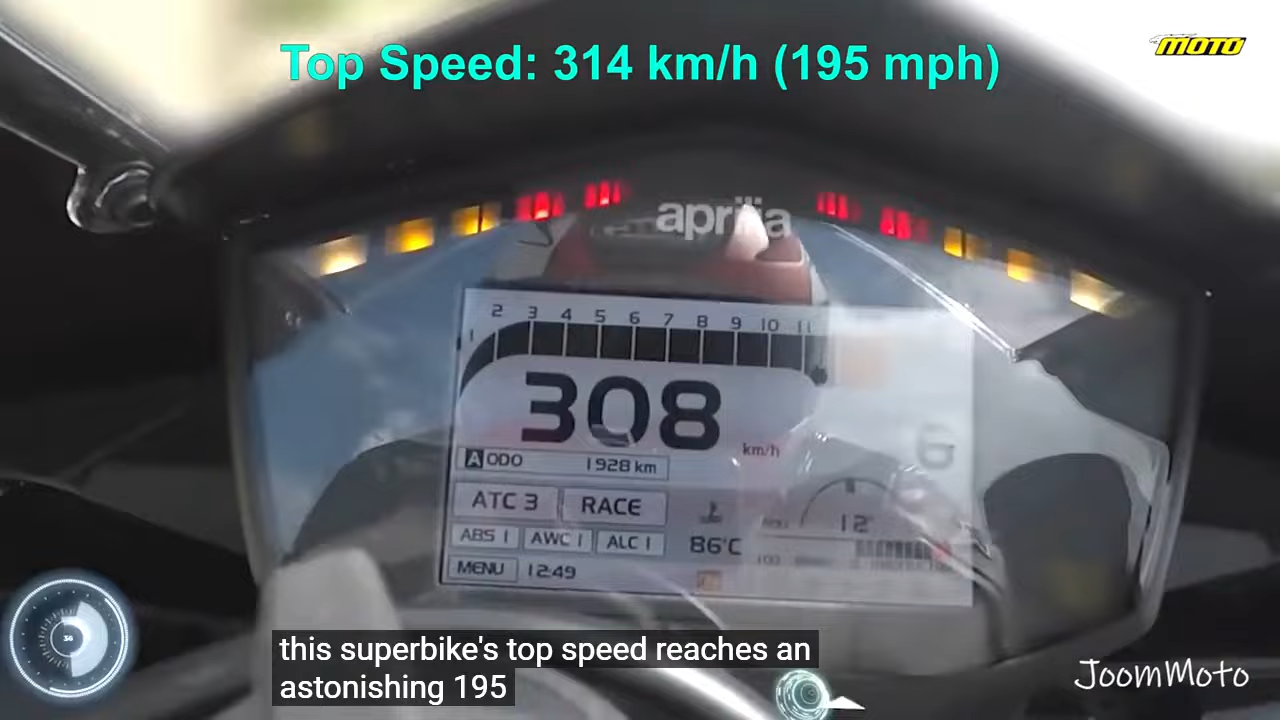 Top Speed: 314 km/h (195 mph)
MOTO
aprilia
1 2 3 4 5 6 7 8 9 10 11
308
km/h
6
A ODO 1928 km
ATC 3 RACE
12°
ABS 1 AWC 1 ALC 1 86°C
100
MENU 12:49
this superbike's top speed reaches an
astonishing 195
JoomMoto